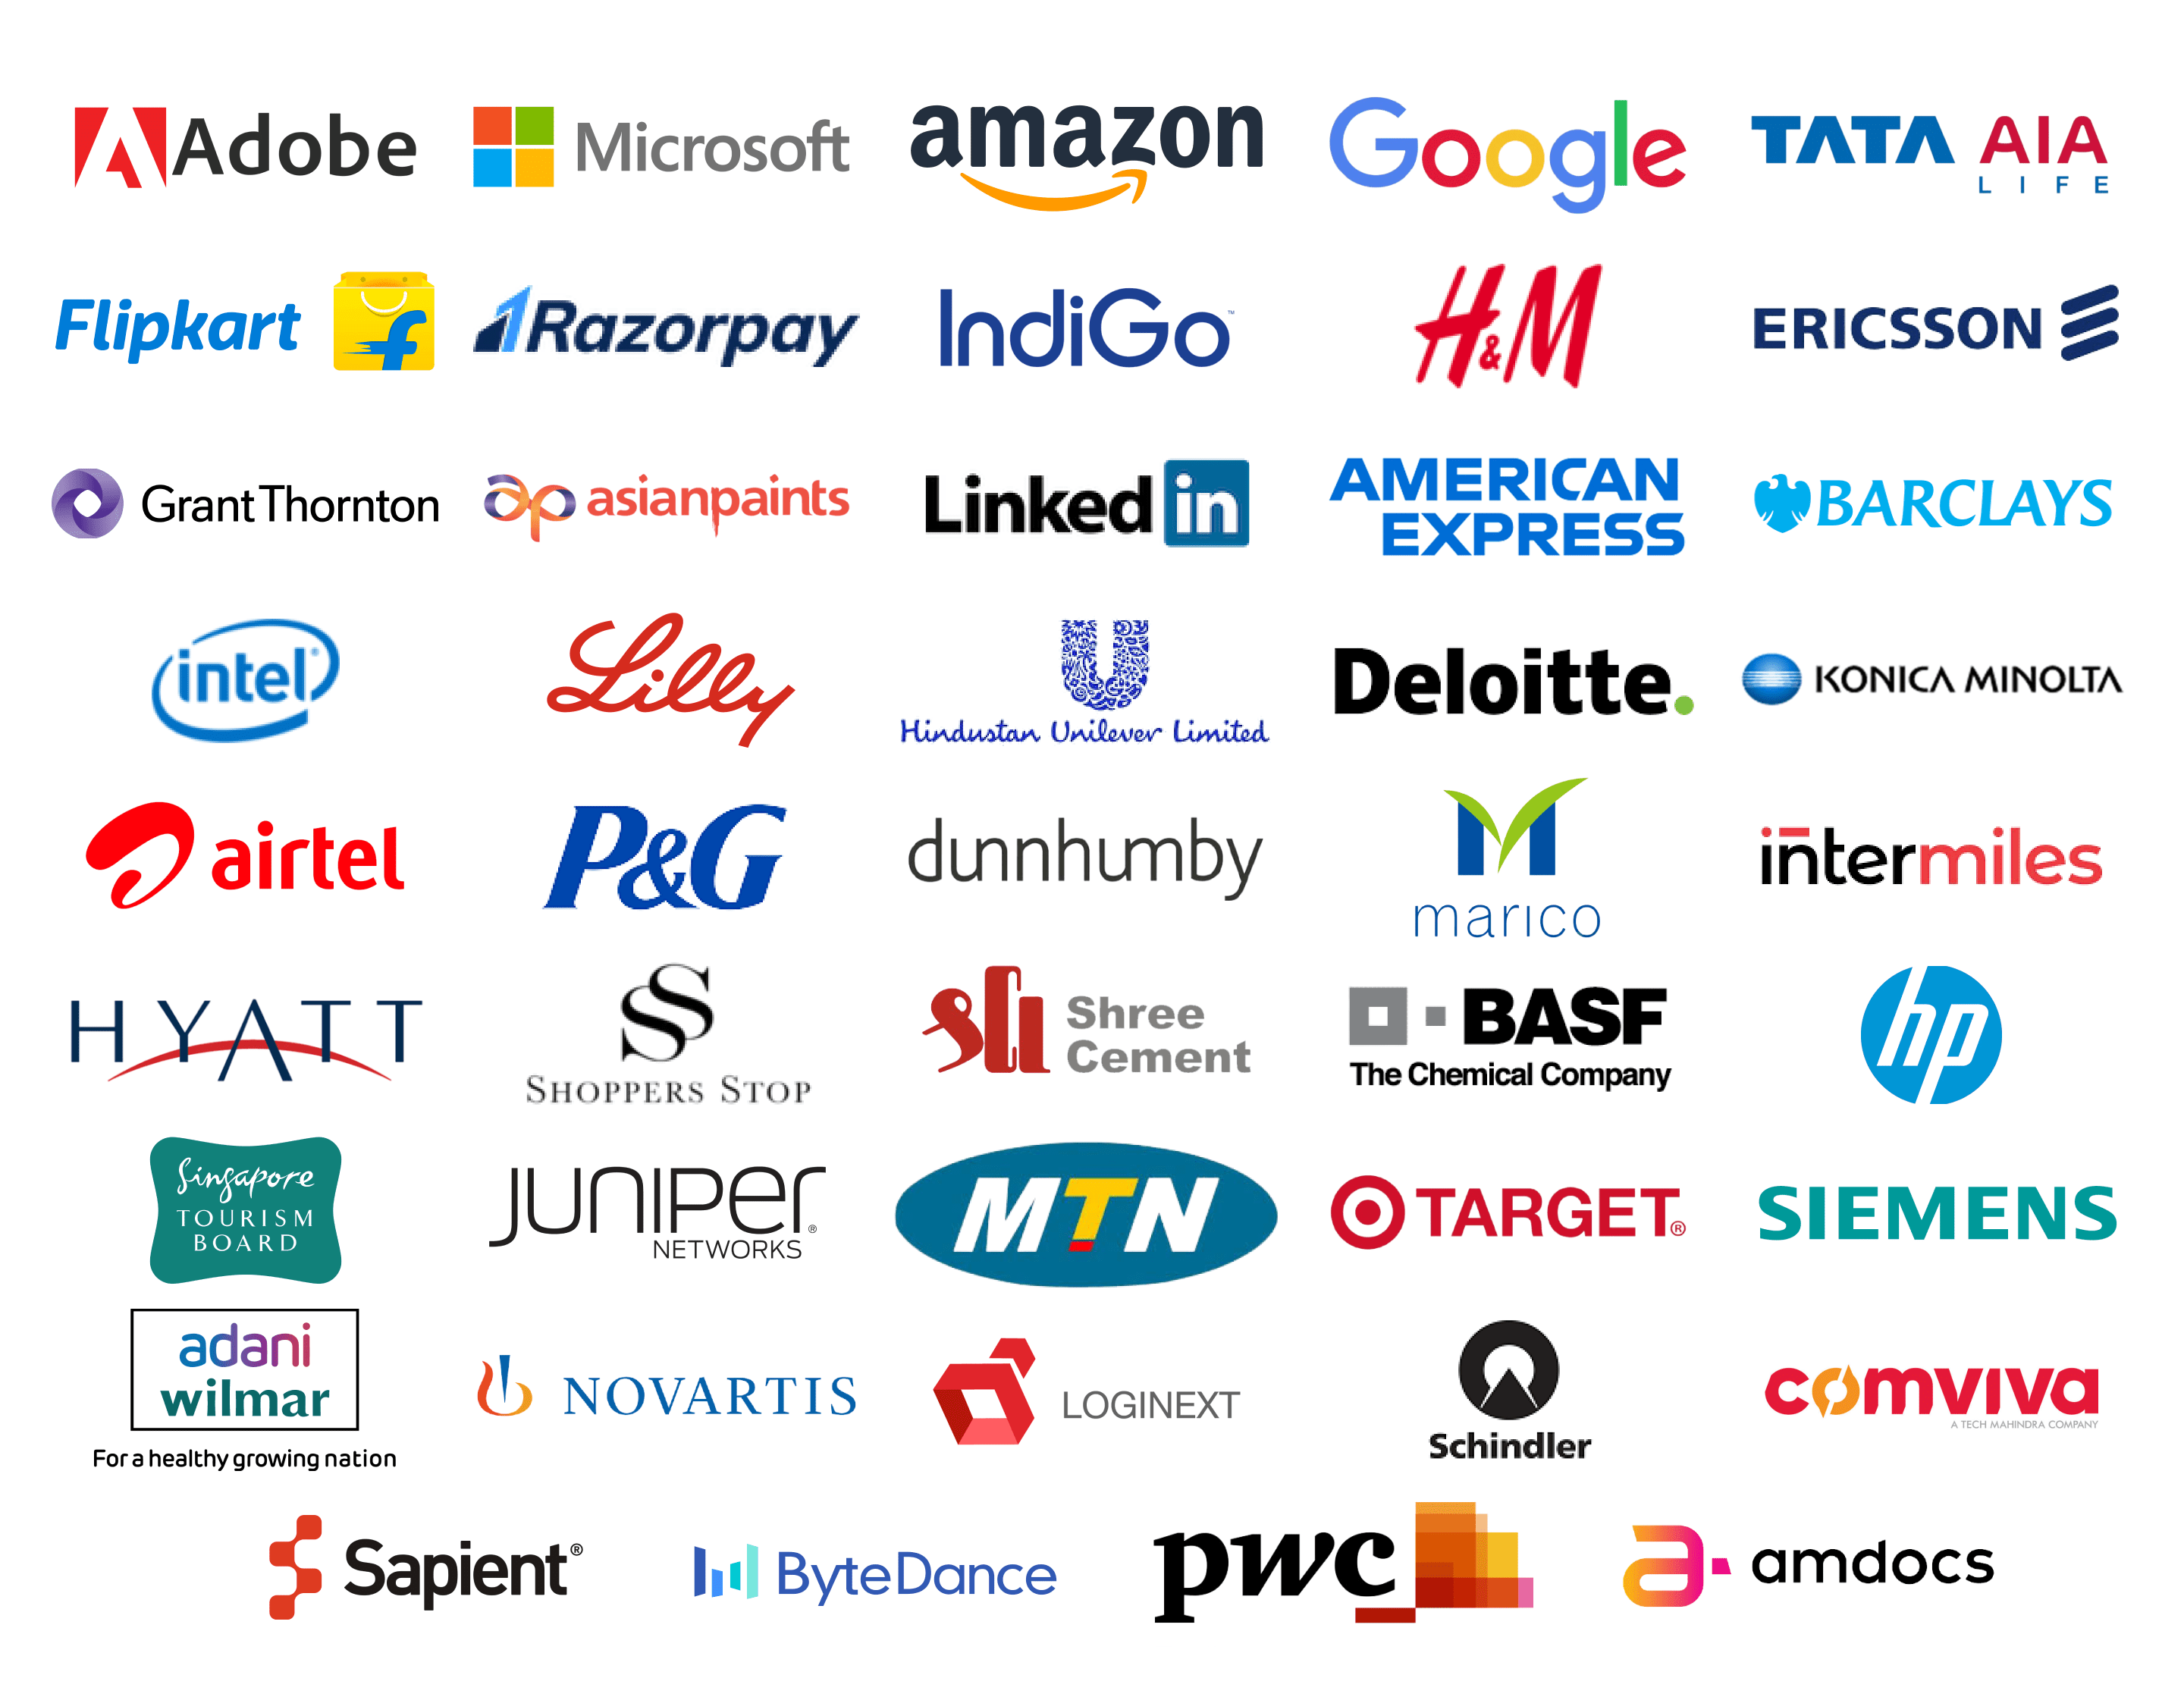 Adobe
Microsoft
amazon
Google
TATA AIA
LIFE
Flipkart
f
Razorpay
IndiGo™
H&M
ERICSSON
Grant Thornton
ap asianpaints
Linked in
AMERICAN
EXPRESS
BARCLAYS
intel®
Lilly
U
Hindustan Unilever Limited
Deloitte.
KONICA MINOLTA
airtel
P&G
dunnhumby
marico
intermiles
HYATT
SS
SHOPPERS STOP
Shree
Cement
BASF
The Chemical Company
hp
Singapore
TOURISM
BOARD
JUNIPER®
NETWORKS
MTN
TARGET®
SIEMENS
adani
wilmar
For a healthy growing nation
NOVARTIS
LOGINEXT
Schindler
comviva
A TECH MAHINDRA COMPANY
Sapient®
ByteDance
pwc
a amdocs